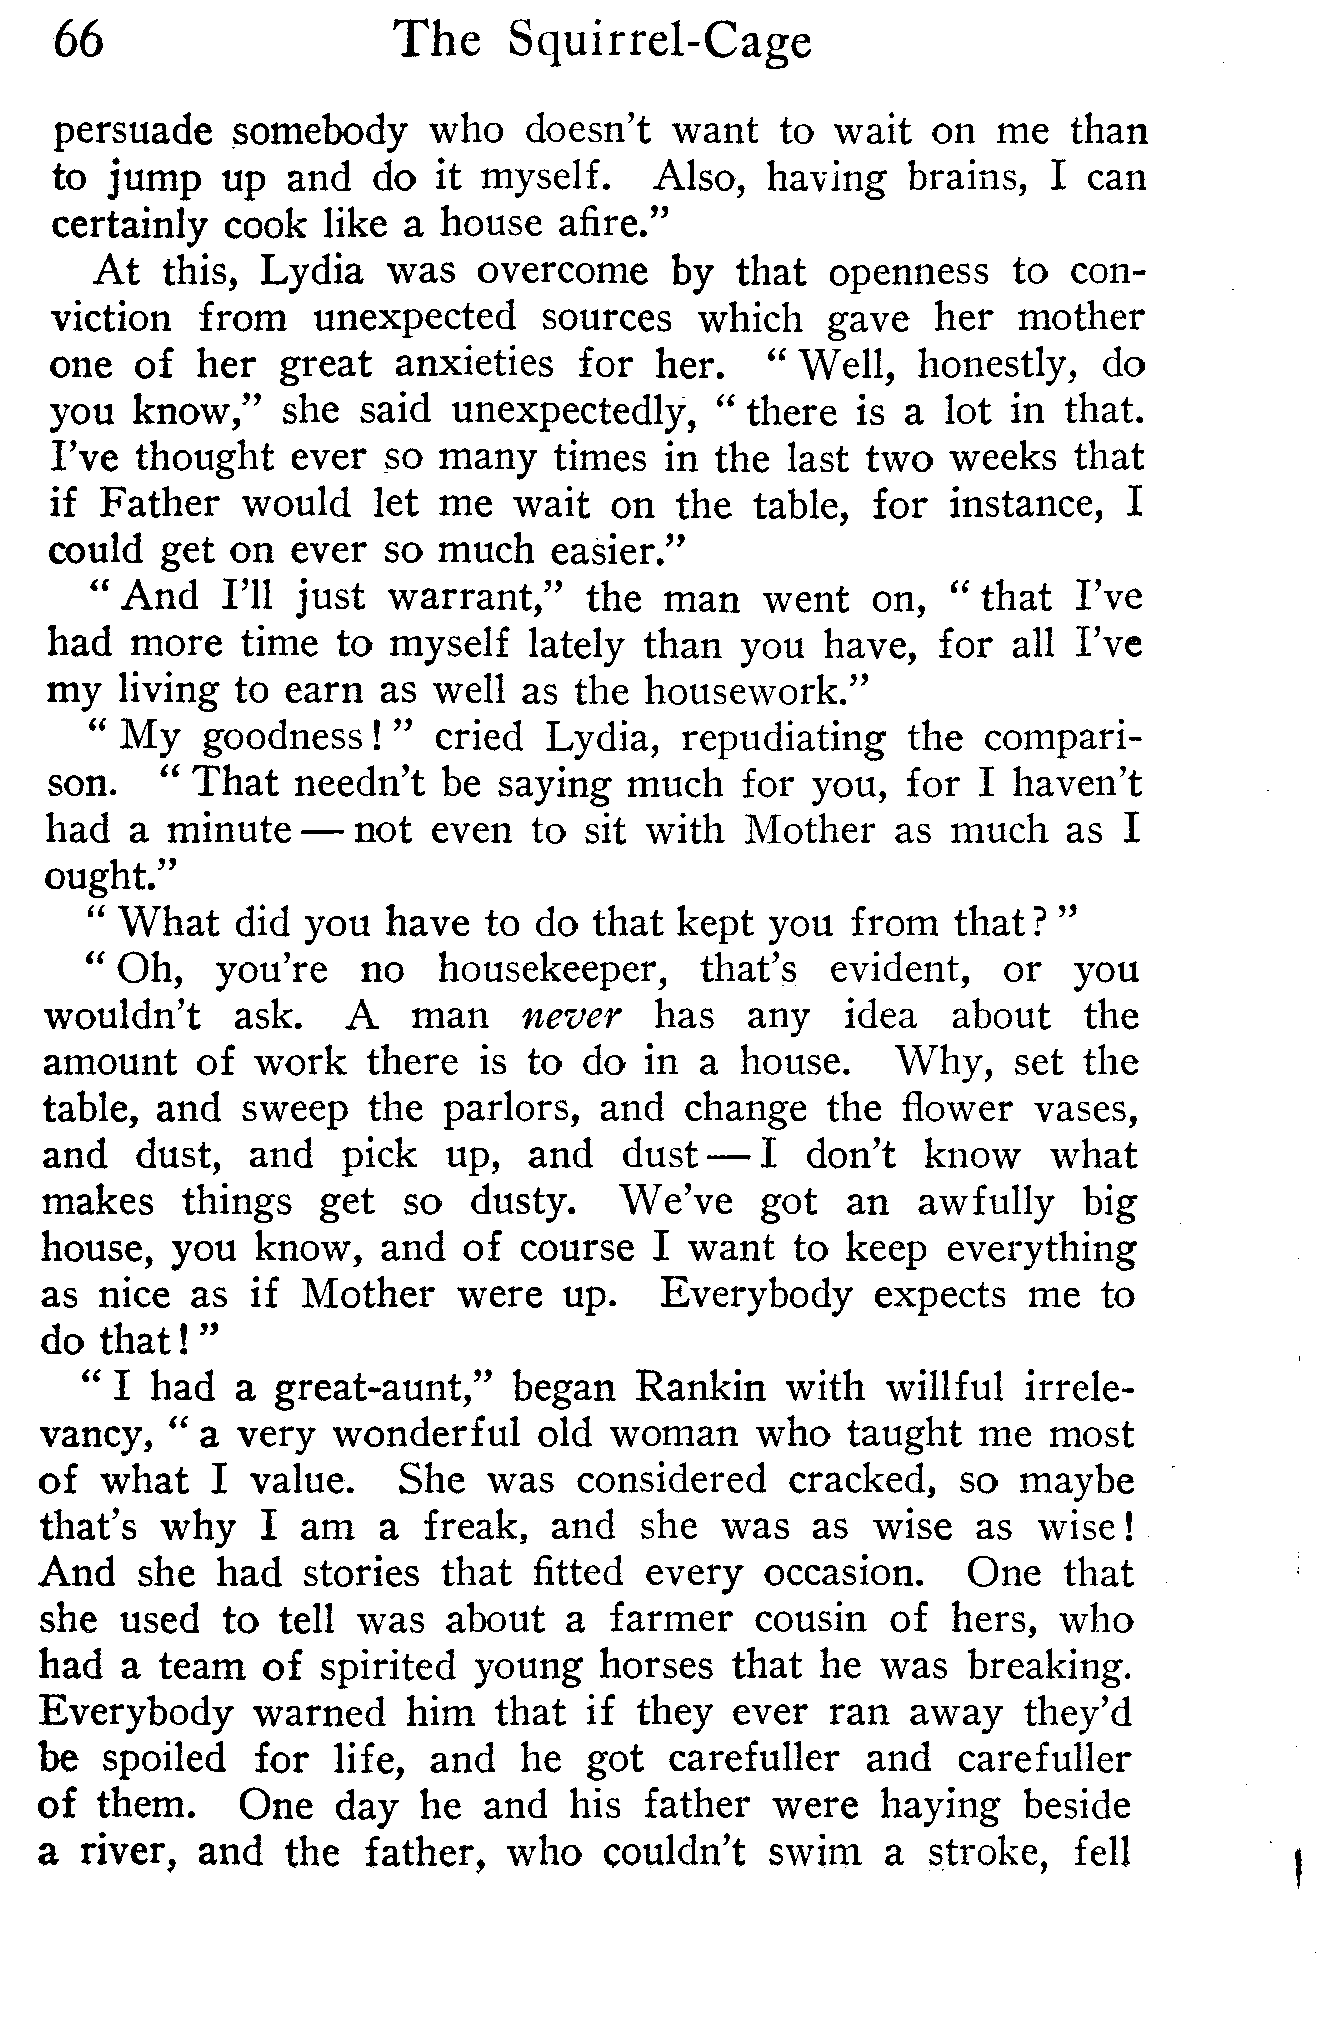 66 The Squirrel-Cage
persuade somebody who doesn't want to wait on me than
to jump up and do it myself. Also, having brains, I can
certainly cook like a house afire."
At this, Lydia was overcome by that openness to con-
viction from unexpected sources which gave her mother
one of her great anxieties for her. " Well, honestly, do
you know," she said unexpectedly, " there is a lot in that.
I've thought ever so many times in the last two weeks that
if Father would let me wait on the table, for instance, I
could get on ever so much easier."
" And I'll just warrant," the man went on, " that I've
had more time to myself lately than you have, for all I've
my living to earn as well as the housework."
" My goodness ! " cried Lydia, repudiating the compari-
son. " That needn't be saying much for you, for I haven't
had a minute — not even to sit with Mother as much as I
ought."
" What did you have to do that kept you from that ? "
" Oh, you're no housekeeper, that's evident, or you
wouldn't ask. A man never has any idea about the
amount of work there is to do in a house. Why, set the
table, and sweep the parlors, and change the flower vases,
and dust, and pick up, and dust — I don't know what
makes things get so dusty. We've got an awfully big
house, you know, and of course I want to keep everything
as nice as if Mother were up. Everybody expects me to
do that ! "
" I had a great-aunt," began Rankin with willful irrele-
vancy, " a very wonderful old woman who taught me most
of what I value. She was considered cracked, so maybe
that's why I am a freak, and she was as wise as wise !
And she had stories that fitted every occasion. One that
she used to tell was about a farmer cousin of hers, who
had a team of spirited young horses that he was breaking.
Everybody warned him that if they ever ran away they'd
be spoiled for life, and he got carefuller and carefuller
of them. One day he and his father were haying beside
a river, and the father, who couldn't swim a stroke, fell